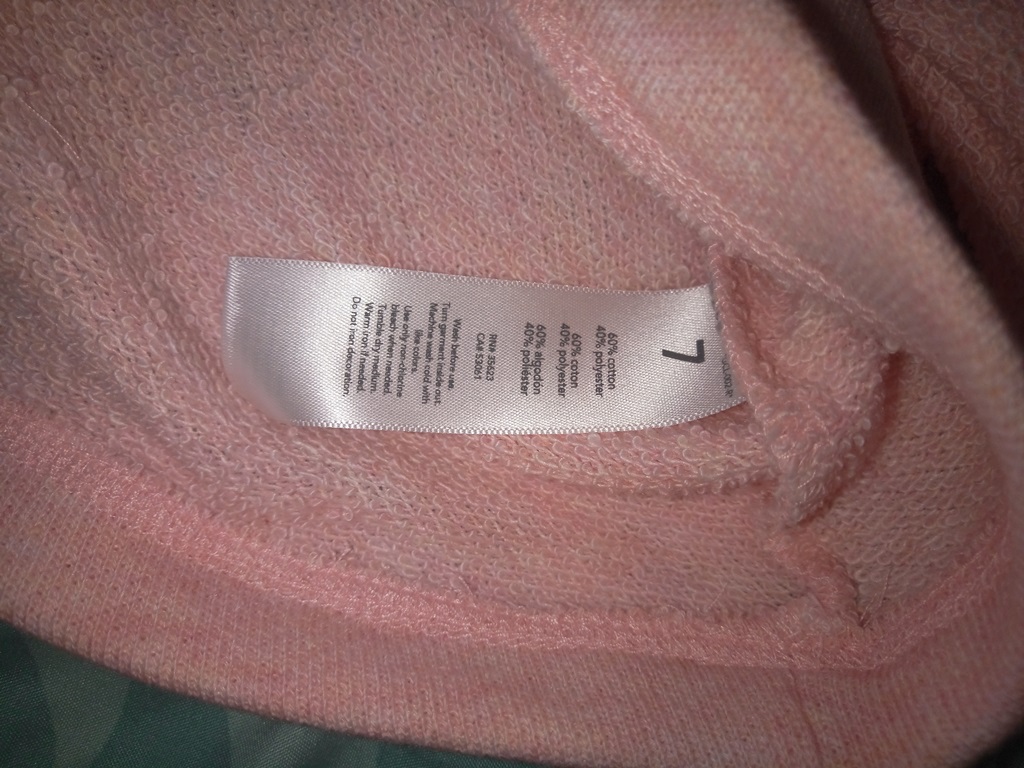 7
60% cotton
40% polyester
60% coton
40% polyester
60% algodon
40% poliéster
RN# 35603
CA# 53061
Wash before use.
Turn garment inside out.
Machine wash cold with
like colors.
Use only non-chlorine
bleach when needed.
Tumble dry medium.
Warm iron if needed.
Do not iron decoration.